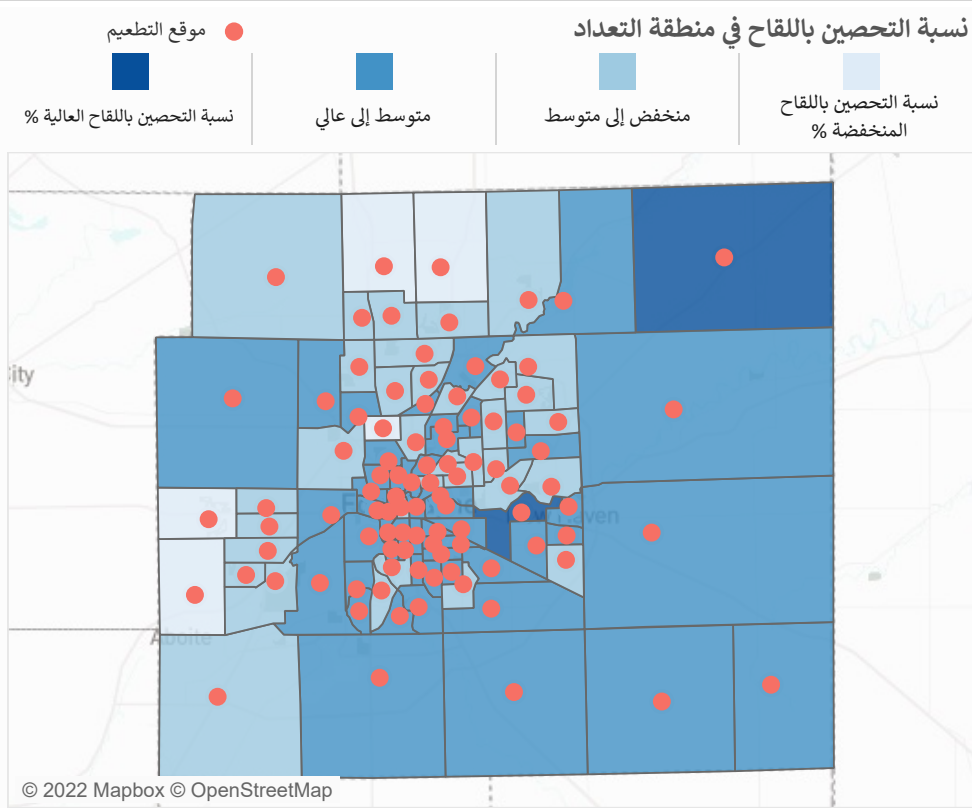 نسبة التحصين باللقاح في منطقة التعداد
موقع التطعيم
نسبة التحصين باللقاح
المنخفضة %
منخفض إلى متوسط
متوسط إلى عالي
نسبة التحصين باللقاح العالية %
ity
Haven
Aboite
© 2022 Mapbox © OpenStreetMap